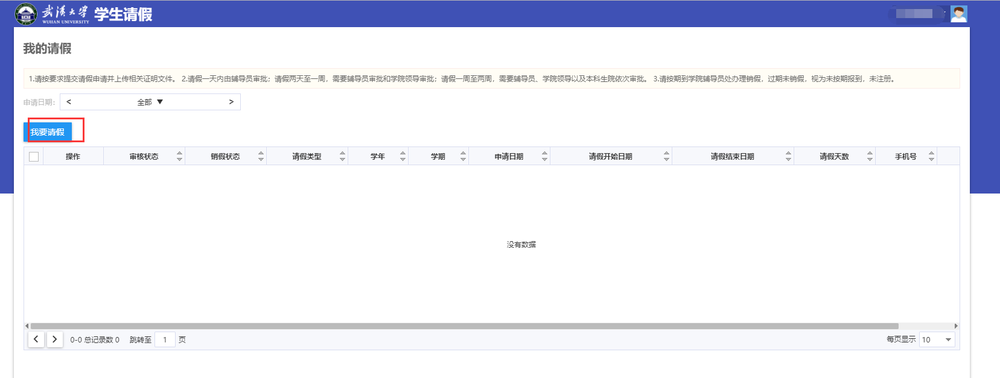 武汉大学 学生请假
WUHAN UNIVERSITY
我的请假
1.请按要求提交请假申请并上传相关证明文件。 2.请假一天内由辅导员审批；请假两天至一周，需要辅导员审批和学院领导审批；请假一周至两周，需要辅导员、学院领导以及本科生院依次审批。 3.请按期到学院辅导员处办理销假，过期未销假，视为未按期报到，未注册。
申请日期: < 全部 ▼ >
我要请假
操作 审核状态 销假状态 请假类型 学年 学期 申请日期 请假开始日期 请假结束日期 请假天数 手机号
没有数据
< > 0-0 总记录数 0 跳转至 1 页 每页显示 10